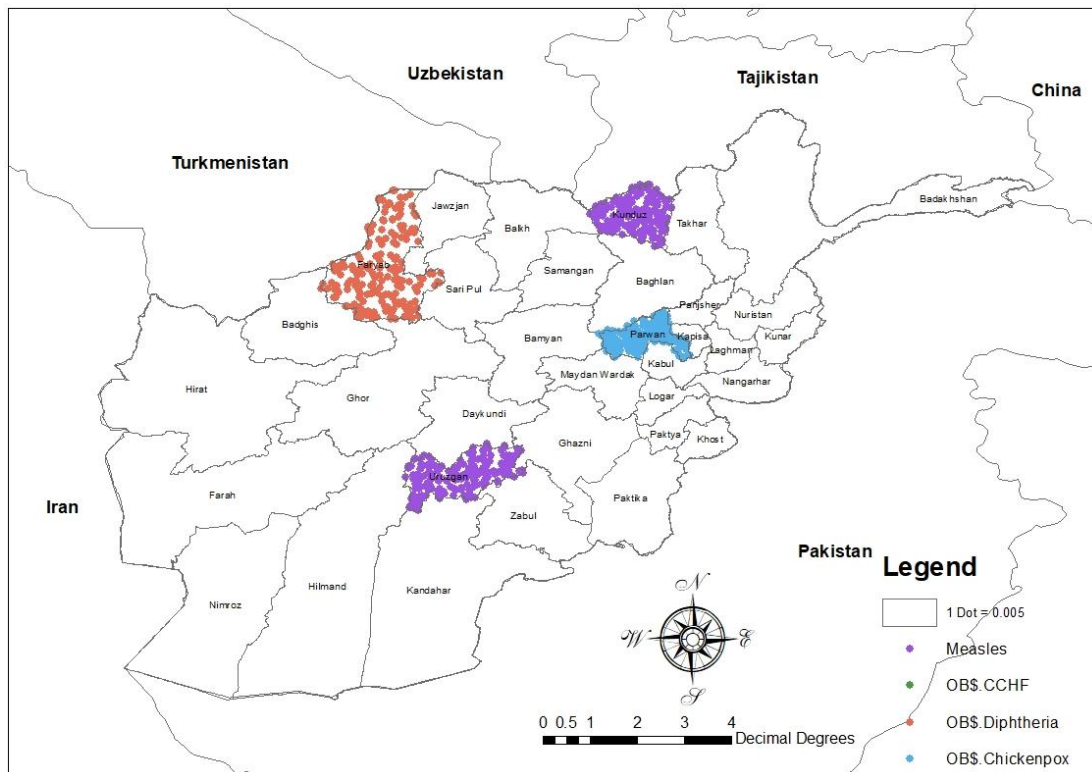 Uzbekistan
Tajikistan
China
Turkmenistan
Jawzjan
Balkh
Kunduz
Takhar
Badakhshan
Faryab
Sari Pul
Samangan
Baghlan
Panjsher
Nuristan
Badghis
Bamyan
Parwan
Kapisa
Kunar
Laghman
Kabul
Maydan Wardak
Nangarhar
Hirat
Ghor
Logar
Daykundi
Ghazni
Paktya
Khost
Uruzgan
Farah
Iran
Zabul
Paktika
Pakistan
Hilmand
Kandahar
Nimroz
N
W
E
S
0 0.5 1 2 3 4
Decimal Degrees
Legend
1 Dot = 0.005
Measles
OB$.CCHF
OB$.Diphtheria
OB$.Chickenpox